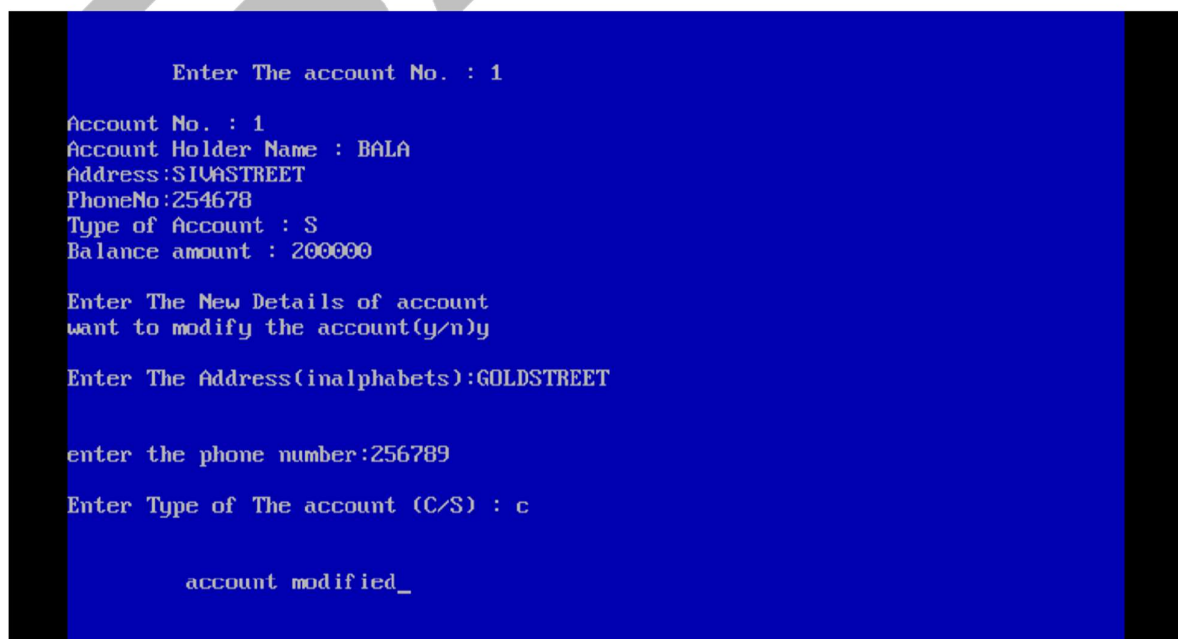 Enter The account No. : 1
Account No. : 1
Account Holder Name : BALA
Address:SIVASTREET
PhoneNo:254678
Type of Account : S
Balance amount : 200000
Enter The New Details of account
want to modify the account(y/n)y
Enter The Address(inalphabets):GOLDSTREET
enter the phone number:256789
Enter Type of The account (C/S) : c
account modified_